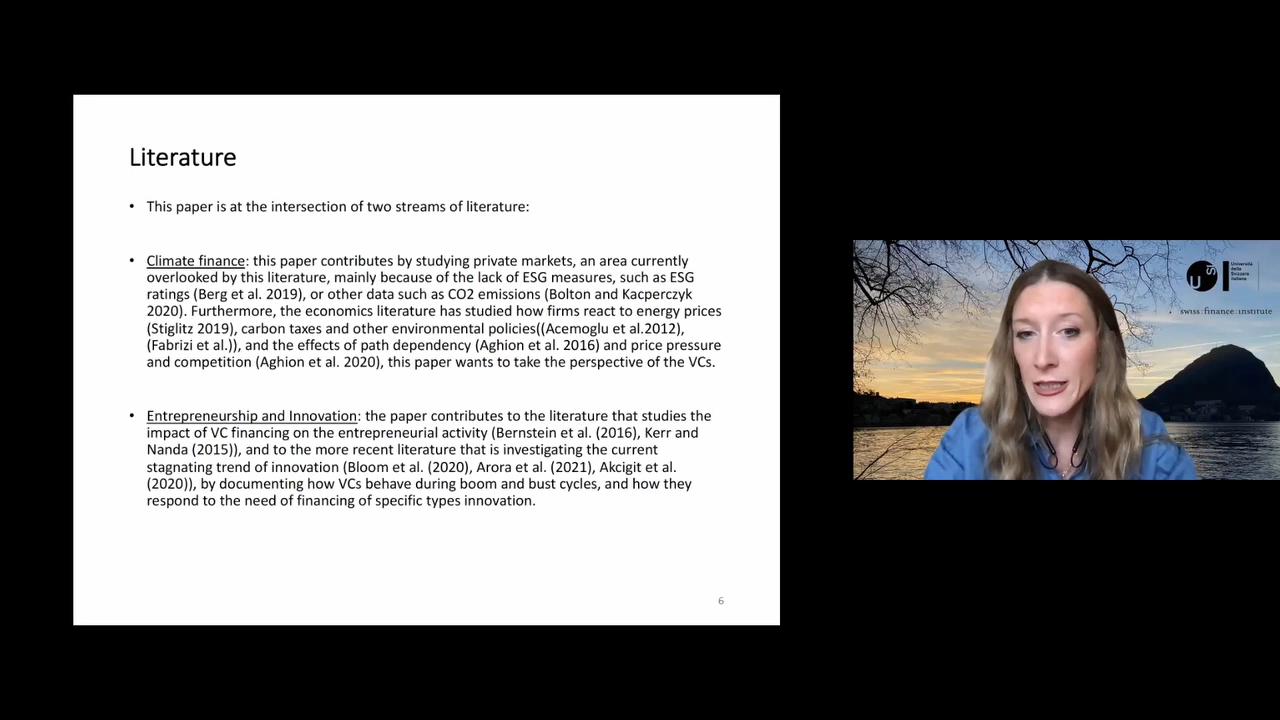 Literature
• This paper is at the intersection of two streams of literature:
• Climate finance: this paper contributes by studying private markets, an area currently
overlooked by this literature, mainly because of the lack of ESG measures, such as ESG
ratings (Berg et al. 2019), or other data such as CO2 emissions (Bolton and Kacperczyk
2020). Furthermore, the economics literature has studied how firms react to energy prices
(Stiglitz 2019), carbon taxes and other environmental policies((Acemoglu et al.2012),
(Fabrizi et al.)), and the effects of path dependency (Aghion et al. 2016) and price pressure
and competition (Aghion et al. 2020), this paper wants to take the perspective of the VCs.
• Entrepreneurship and Innovation: the paper contributes to the literature that studies the
impact of VC financing on the entrepreneurial activity (Bernstein et al. (2016), Kerr and
Nanda (2015)), and to the more recent literature that is investigating the current
stagnating trend of innovation (Bloom et al. (2020), Arora et al. (2021), Akcigit et al.
(2020)), by documenting how VCs behave during boom and bust cycles, and how they
respond to the need of financing of specific types innovation.
6
Università
della
Svizzera
italiana
swiss:finance:institute